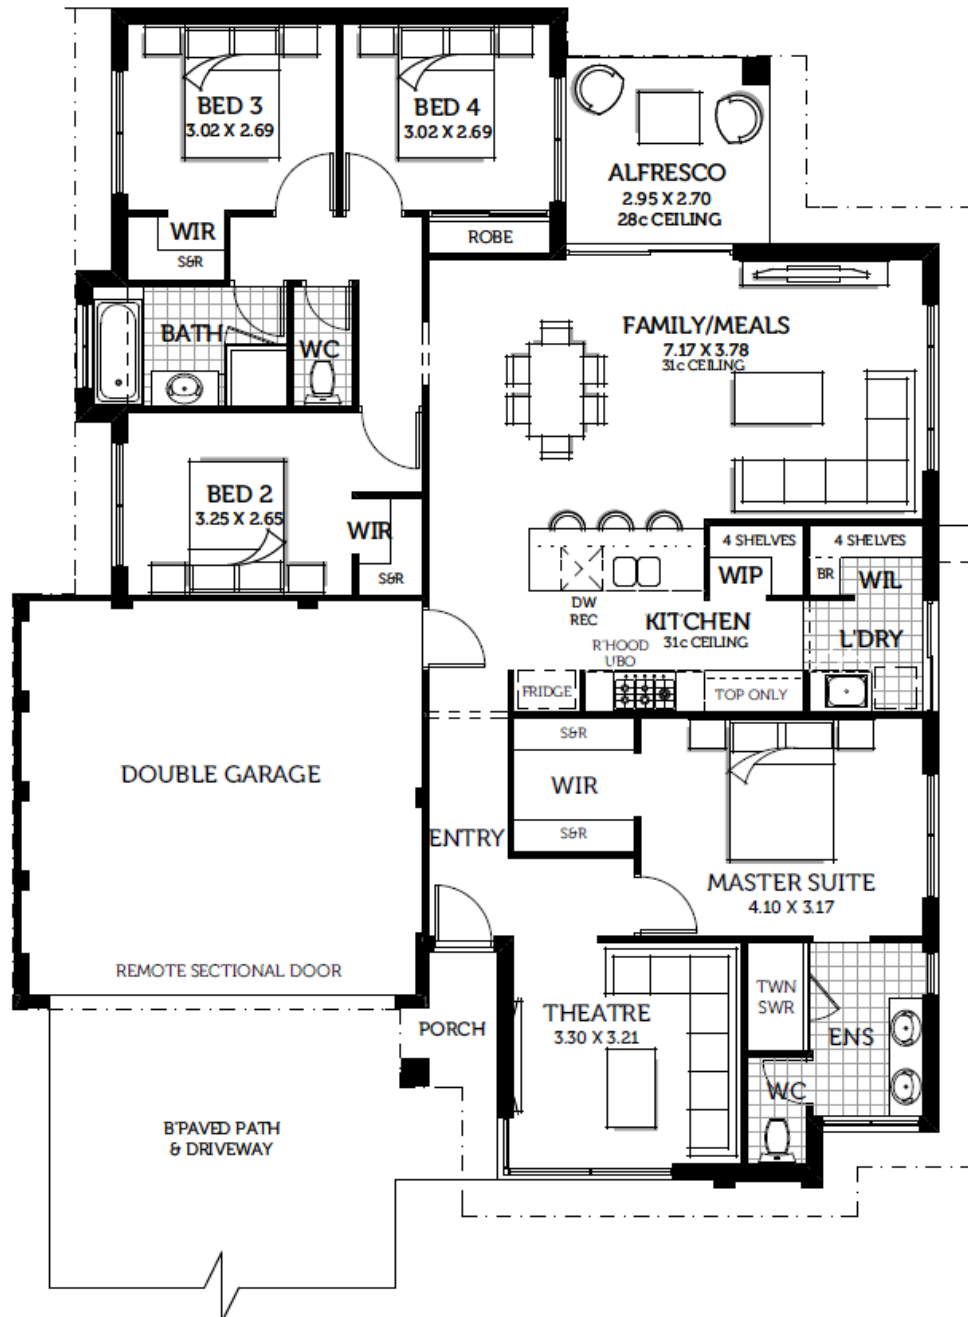 BED 3
3.02 X 2.69
BED 4
3.02 X 2.69
ALFRESCO
2.95 X 2.70
28c CEILING
WIR
S&R
ROBE
BATH
WC
FAMILY/MEALS
7.17 X 3.78
31c CEILING
BED 2
3.25 X 2.65
WIR
S&R
4 SHELVES
WIP
4 SHELVES
BR
WIL
DW
REC
KITCHEN
31c CEILING
L'DRY
R'HOOD
UBO
FRIDGE
TOP ONLY
DOUBLE GARAGE
S&R
WIR
S&R
ENTRY
MASTER SUITE
4.10 X 3.17
REMOTE SECTIONAL DOOR
PORCH
THEATRE
3.30 X 3.21
TWN
SWR
ENS
WC
B'PAVED PATH
& DRIVEWAY